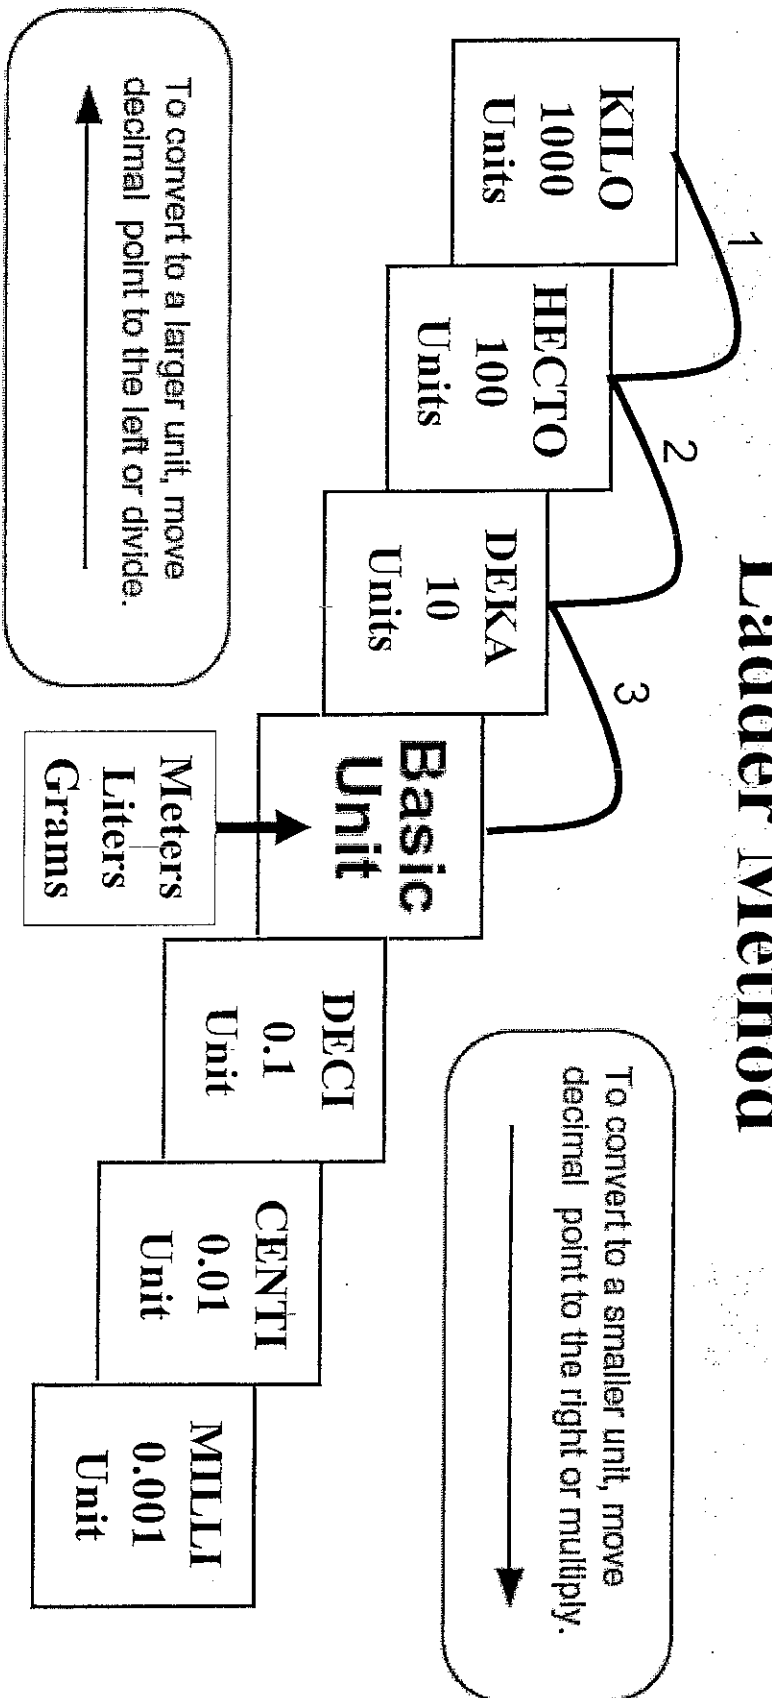 Ladder Method
1
2
3
KILO
1000
Units
HECTO
100
Units
DEKA
10
Units
Basic
Unit
Meters
Liters
Grams
DECI
0.1
Unit
CENTI
0.01
Unit
MILLI
0.001
Unit
To convert to a smaller unit, move
decimal point to the right or multiply.
To convert to a larger unit, move
decimal point to the left or divide.